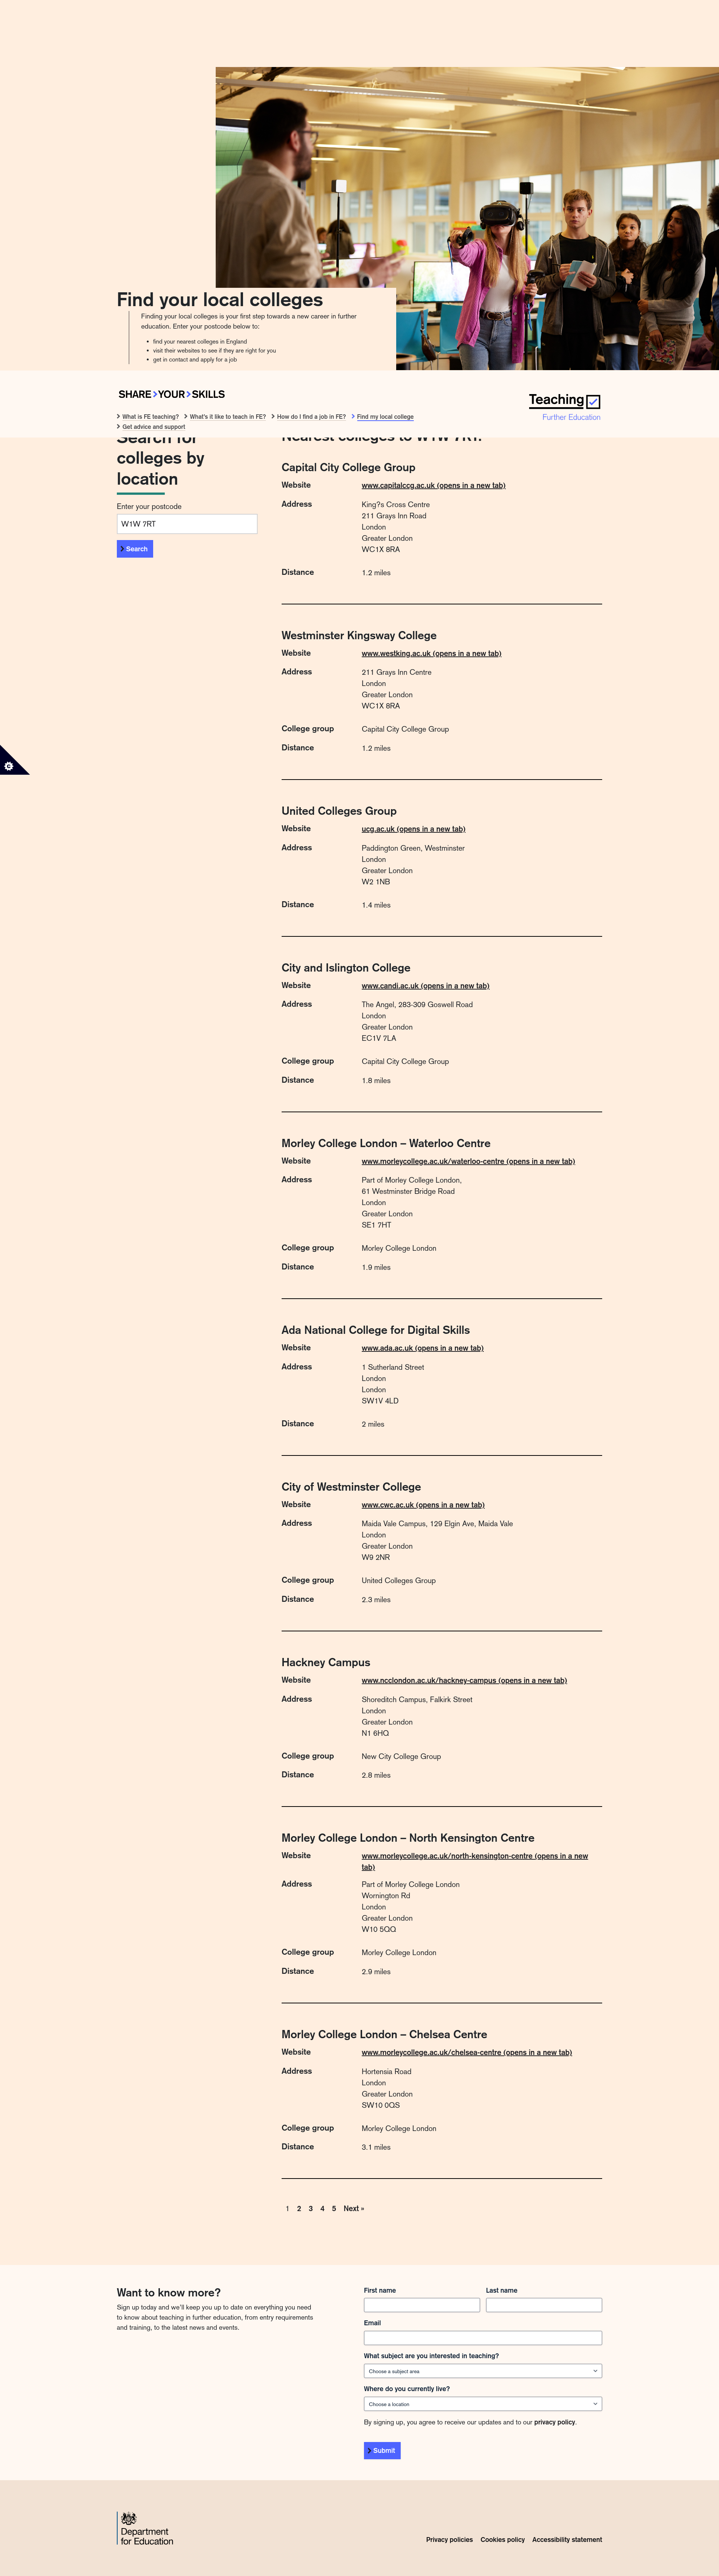 Find your local colleges
Finding your local colleges is your first step towards a new career in further
education. Enter your postcode below to:
• find your nearest colleges in England
• visit their websites to see if they are right for you
• get in contact and apply for a job
SHARE YOUR SKILLS
What is FE teaching?
What's it like to teach in FE?
How do I find a job in FE?
Find my local college
Get advice and support
Teaching
Further Education
Search for
colleges by
location
Enter your postcode
W1W 7RT
Search
Nearest colleges to W1W 7RT:
Capital City College Group
Website www.capitalccg.ac.uk (opens in a new tab)
Address King?s Cross Centre
211 Grays Inn Road
London
Greater London
WC1X 8RA
Distance 1.2 miles
Westminster Kingsway College
Website www.westking.ac.uk (opens in a new tab)
Address 211 Grays Inn Centre
London
Greater London
WC1X 8RA
College group Capital City College Group
Distance 1.2 miles
United Colleges Group
Website ucg.ac.uk (opens in a new tab)
Address Paddington Green, Westminster
London
Greater London
W2 1NB
Distance 1.4 miles
City and Islington College
Website www.candi.ac.uk (opens in a new tab)
Address The Angel, 283-309 Goswell Road
London
Greater London
EC1V 7LA
College group Capital City College Group
Distance 1.8 miles
Morley College London – Waterloo Centre
Website www.morleycollege.ac.uk/waterloo-centre (opens in a new tab)
Address Part of Morley College London,
61 Westminster Bridge Road
London
Greater London
SE1 7HT
College group Morley College London
Distance 1.9 miles
Ada National College for Digital Skills
Website www.ada.ac.uk (opens in a new tab)
Address 1 Sutherland Street
London
London
SW1V 4LD
Distance 2 miles
City of Westminster College
Website www.cwc.ac.uk (opens in a new tab)
Address Maida Vale Campus, 129 Elgin Ave, Maida Vale
London
Greater London
W9 2NR
College group United Colleges Group
Distance 2.3 miles
Hackney Campus
Website www.ncclondon.ac.uk/hackney-campus (opens in a new tab)
Address Shoreditch Campus, Falkirk Street
London
Greater London
N1 6HQ
College group New City College Group
Distance 2.8 miles
Morley College London – North Kensington Centre
Website www.morleycollege.ac.uk/north-kensington-centre (opens in a new
tab)
Address Part of Morley College London
Wornington Rd
London
Greater London
W10 5QQ
College group Morley College London
Distance 2.9 miles
Morley College London – Chelsea Centre
Website www.morleycollege.ac.uk/chelsea-centre (opens in a new tab)
Address Hortensia Road
London
Greater London
SW10 0QS
College group Morley College London
Distance 3.1 miles
1 2 3 4 5 Next »
Want to know more?
Sign up today and we'll keep you up to date on everything you need
to know about teaching in further education, from entry requirements
and training, to the latest news and events.
First name
Last name
Email
What subject are you interested in teaching?
Choose a subject area
Where do you currently live?
Choose a location
By signing up, you agree to receive our updates and to our privacy policy.
Submit
Department
for Education
Privacy policies
Cookies policy
Accessibility statement